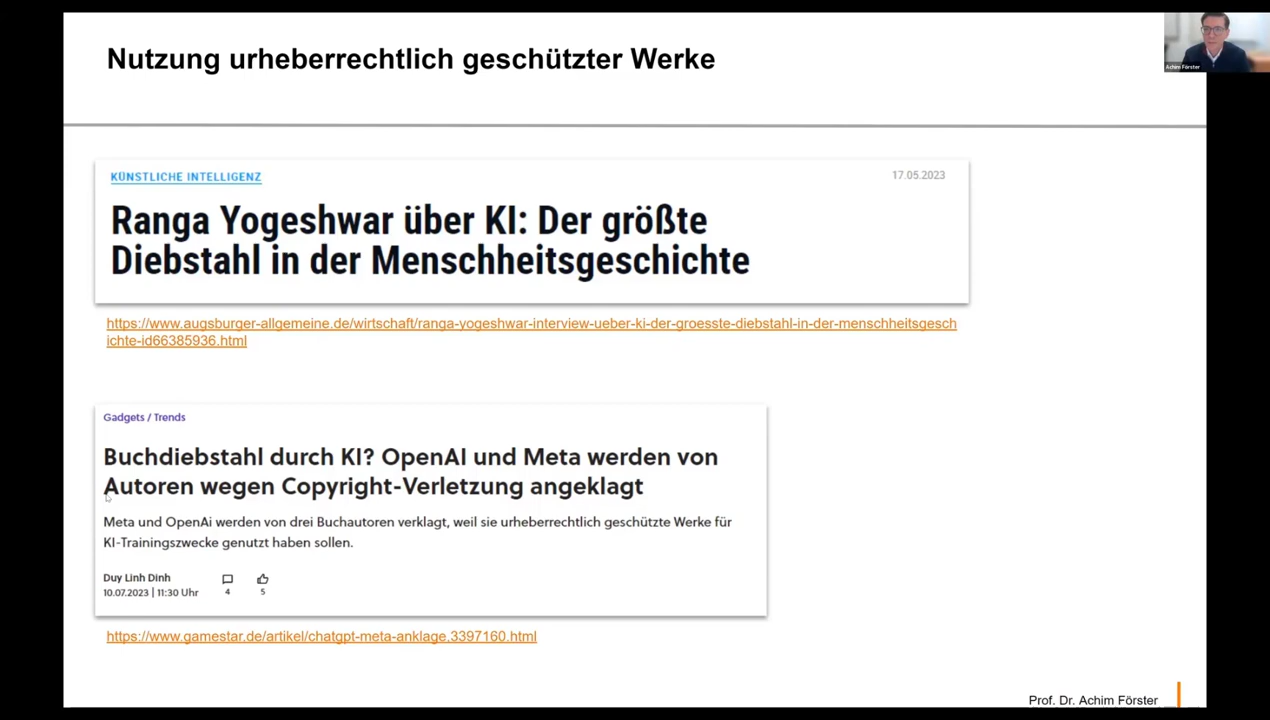 Nutzung urheberrechtlich geschützter Werke
Achim Förster
KÜNSTLICHE INTELLIGENZ
17.05.2023
Ranga Yogeshwar über KI: Der größte
Diebstahl in der Menschheitsgeschichte
https://www.augsburger-allgemeine.de/wirtschaft/ranga-yogeshwar-interview-ueber-ki-der-groesste-diebstahl-in-der-menschheitsgesch
ichte-id66385936.html
Gadgets / Trends
Buchdiebstahl durch KI? OpenAI und Meta werden von
Autoren wegen Copyright-Verletzung angeklagt
Meta und OpenAi werden von drei Buchautoren verklagt, weil sie urheberrechtlich geschützte Werke für
KI-Trainingszwecke genutzt haben sollen.
Duy Linh Dinh
10.07.2023 | 11:30 Uhr
4
5
https://www.gamestar.de/artikel/chatgpt-meta-anklage,3397160.html
Prof. Dr. Achim Förster